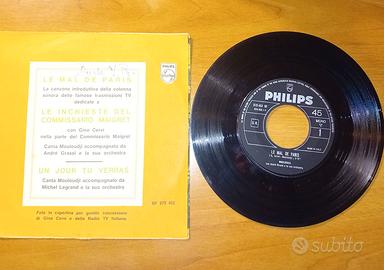 LE MAL DE PARIS
La canzone introduttiva della colonna
sonora delle famose trasmissioni TV
dedicate a
LE INCHIESTE DEL
COMMISSARIO MAIGRET
con Gino Cervi
nella parte del Commissario Maigret
Canta Mouloudji accompagnato da
André Grassi e la sua orchestra
UN JOUR TU VERRAS
Canta Mouloudji accompagnato da
Michel Legrand e la sua orchestra
Foto in copertina per gentile concessione
di Gino Cervi e della Radio TV Italiana
PHILIPS
45
MONO
1
LE MAL DE PARIS
subito